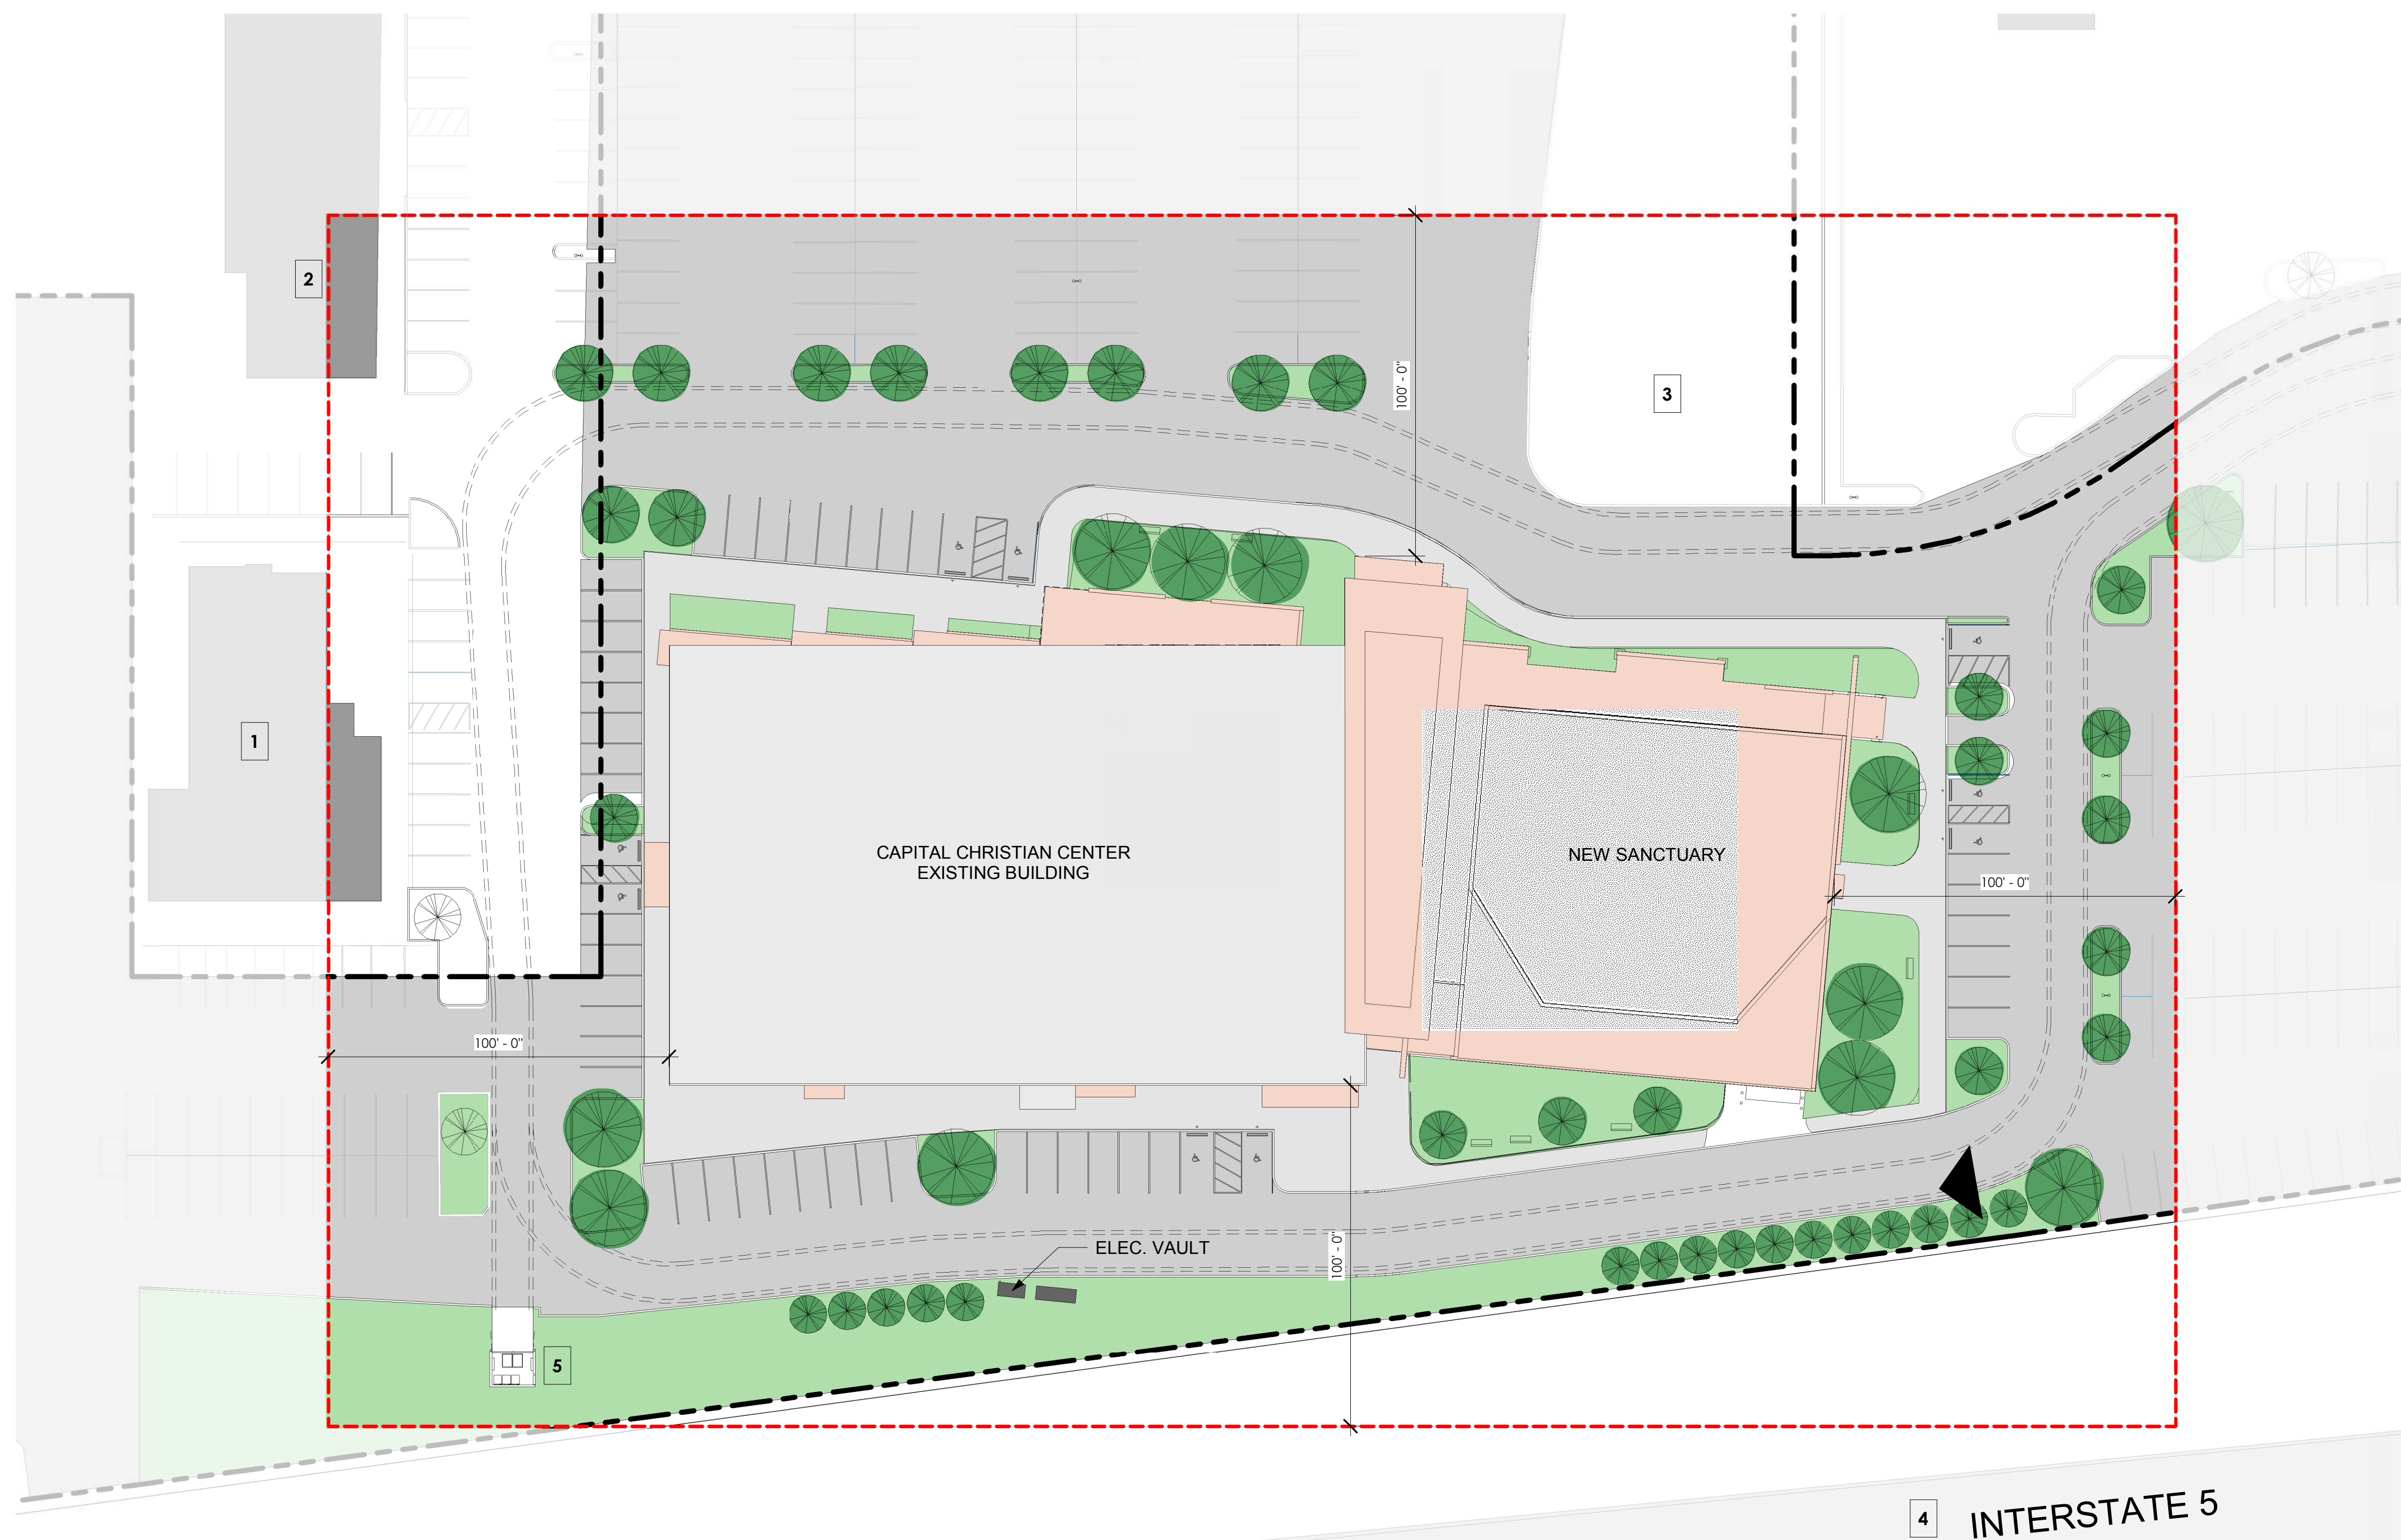 2
100' - 0"
3
1
CAPITAL CHRISTIAN CENTER
EXISTING BUILDING
NEW SANCTUARY
100' - 0"
100' - 0"
ELEC. VAULT
100' - 0"
5
4
INTERSTATE 5